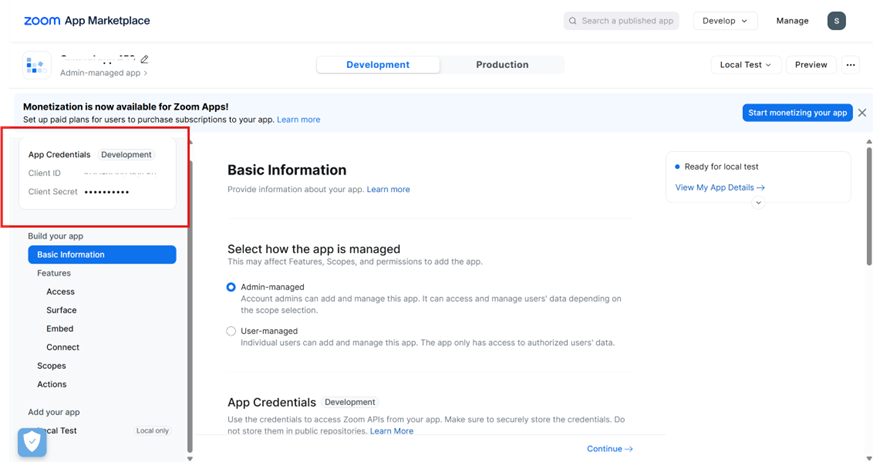 zoom App Marketplace
Search a published app
Develop
Manage
S
Admin-managed app
Development
Production
Local Test
Preview
Monetization is now available for Zoom Apps!
Set up paid plans for users to purchase subscriptions to your app. Learn more
Start monetizing your app
App Credentials Development
Client ID
Client Secret ••••••••••
Build your app
Basic Information
Features
Access
Surface
Embed
Connect
Scopes
Actions
Add your app
Test Local only
Basic Information
Provide information about your app. Learn more
Select how the app is managed
This may affect Features, Scopes, and permissions to add the app.
Admin-managed
Account admins can add and manage this app. It can access and manage users' data depending on
the scope selection.
User-managed
Individual users can add and manage this app. The app only has access to authorized users' data.
App Credentials Development
Use the credentials to access Zoom APIs from your app. Make sure to securely store the credentials. Do
not store them in public repositories. Learn More
Continue →
Ready for local test
View My App Details →